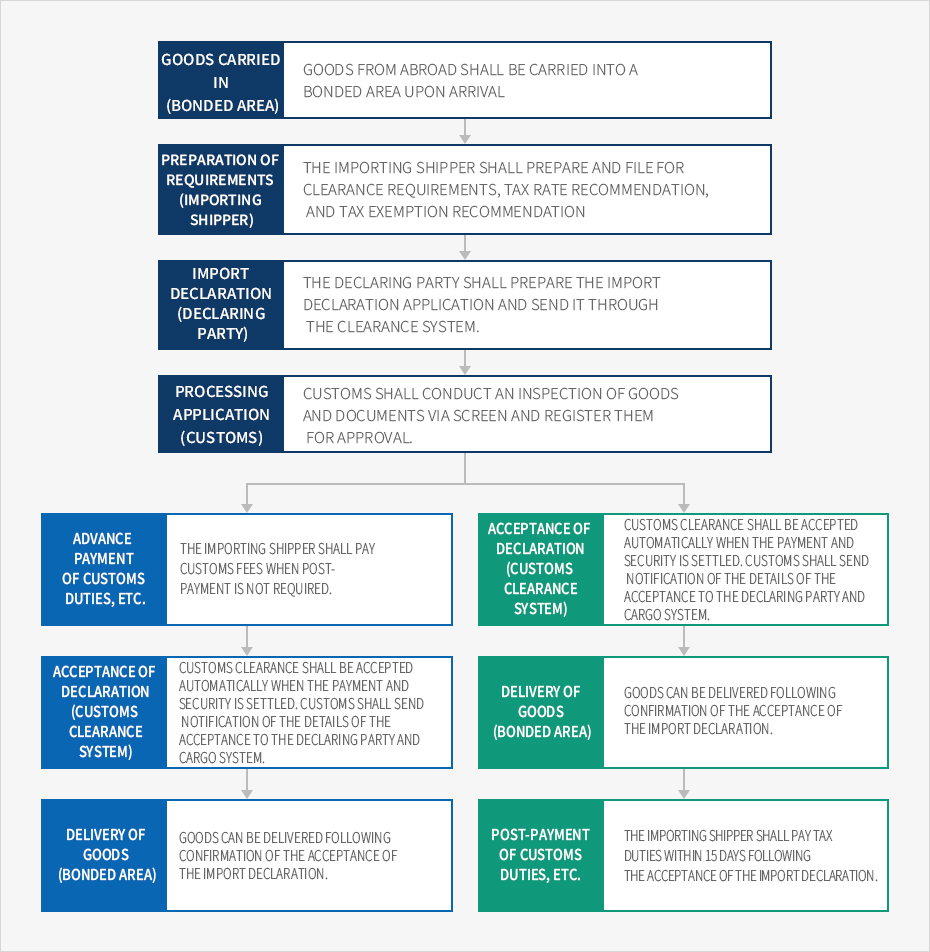 GOODS CARRIED
IN
(BONDED AREA)
GOODS FROM ABROAD SHALL BE CARRIED INTO A
BONDED AREA UPON ARRIVAL
PREPARATION OF
REQUIREMENTS
(IMPORTING
SHIPPER)
THE IMPORTING SHIPPER SHALL PREPARE AND FILE FOR
CLEARANCE REQUIREMENTS, TAX RATE RECOMMENDATION,
AND TAX EXEMPTION RECOMMENDATION
IMPORT
DECLARATION
(DECLARING
PARTY)
THE DECLARING PARTY SHALL PREPARE THE IMPORT
DECLARATION APPLICATION AND SEND IT THROUGH
THE CLEARANCE SYSTEM.
PROCESSING
APPLICATION
(CUSTOMS)
CUSTOMS SHALL CONDUCT AN INSPECTION OF GOODS
AND DOCUMENTS VIA SCREEN AND REGISTER THEM
FOR APPROVAL.
ADVANCE
PAYMENT
OF CUSTOMS
DUTIES, ETC.
THE IMPORTING SHIPPER SHALL PAY
CUSTOMS FEES WHEN POST-
PAYMENT IS NOT REQUIRED.
ACCEPTANCE OF
DECLARATION
(CUSTOMS
CLEARANCE
SYSTEM)
CUSTOMS CLEARANCE SHALL BE ACCEPTED
AUTOMATICALLY WHEN THE PAYMENT AND
SECURITY IS SETTLED. CUSTOMS SHALL SEND
NOTIFICATION OF THE DETAILS OF THE
ACCEPTANCE TO THE DECLARING PARTY AND
CARGO SYSTEM.
DELIVERY OF
GOODS
(BONDED AREA)
GOODS CAN BE DELIVERED FOLLOWING
CONFIRMATION OF THE ACCEPTANCE OF
THE IMPORT DECLARATION.
ACCEPTANCE OF
DECLARATION
(CUSTOMS
CLEARANCE
SYSTEM)
CUSTOMS CLEARANCE SHALL BE ACCEPTED
AUTOMATICALLY WHEN THE PAYMENT AND
SECURITY IS SETTLED. CUSTOMS SHALL SEND
NOTIFICATION OF THE DETAILS OF THE
ACCEPTANCE TO THE DECLARING PARTY AND
CARGO SYSTEM.
DELIVERY OF
GOODS
(BONDED AREA)
GOODS CAN BE DELIVERED FOLLOWING
CONFIRMATION OF THE ACCEPTANCE OF
THE IMPORT DECLARATION.
POST-PAYMENT
OF CUSTOMS
DUTIES, ETC.
THE IMPORTING SHIPPER SHALL PAY TAX
DUTIES WITHIN 15 DAYS FOLLOWING
THE ACCEPTANCE OF THE IMPORT DECLARATION.